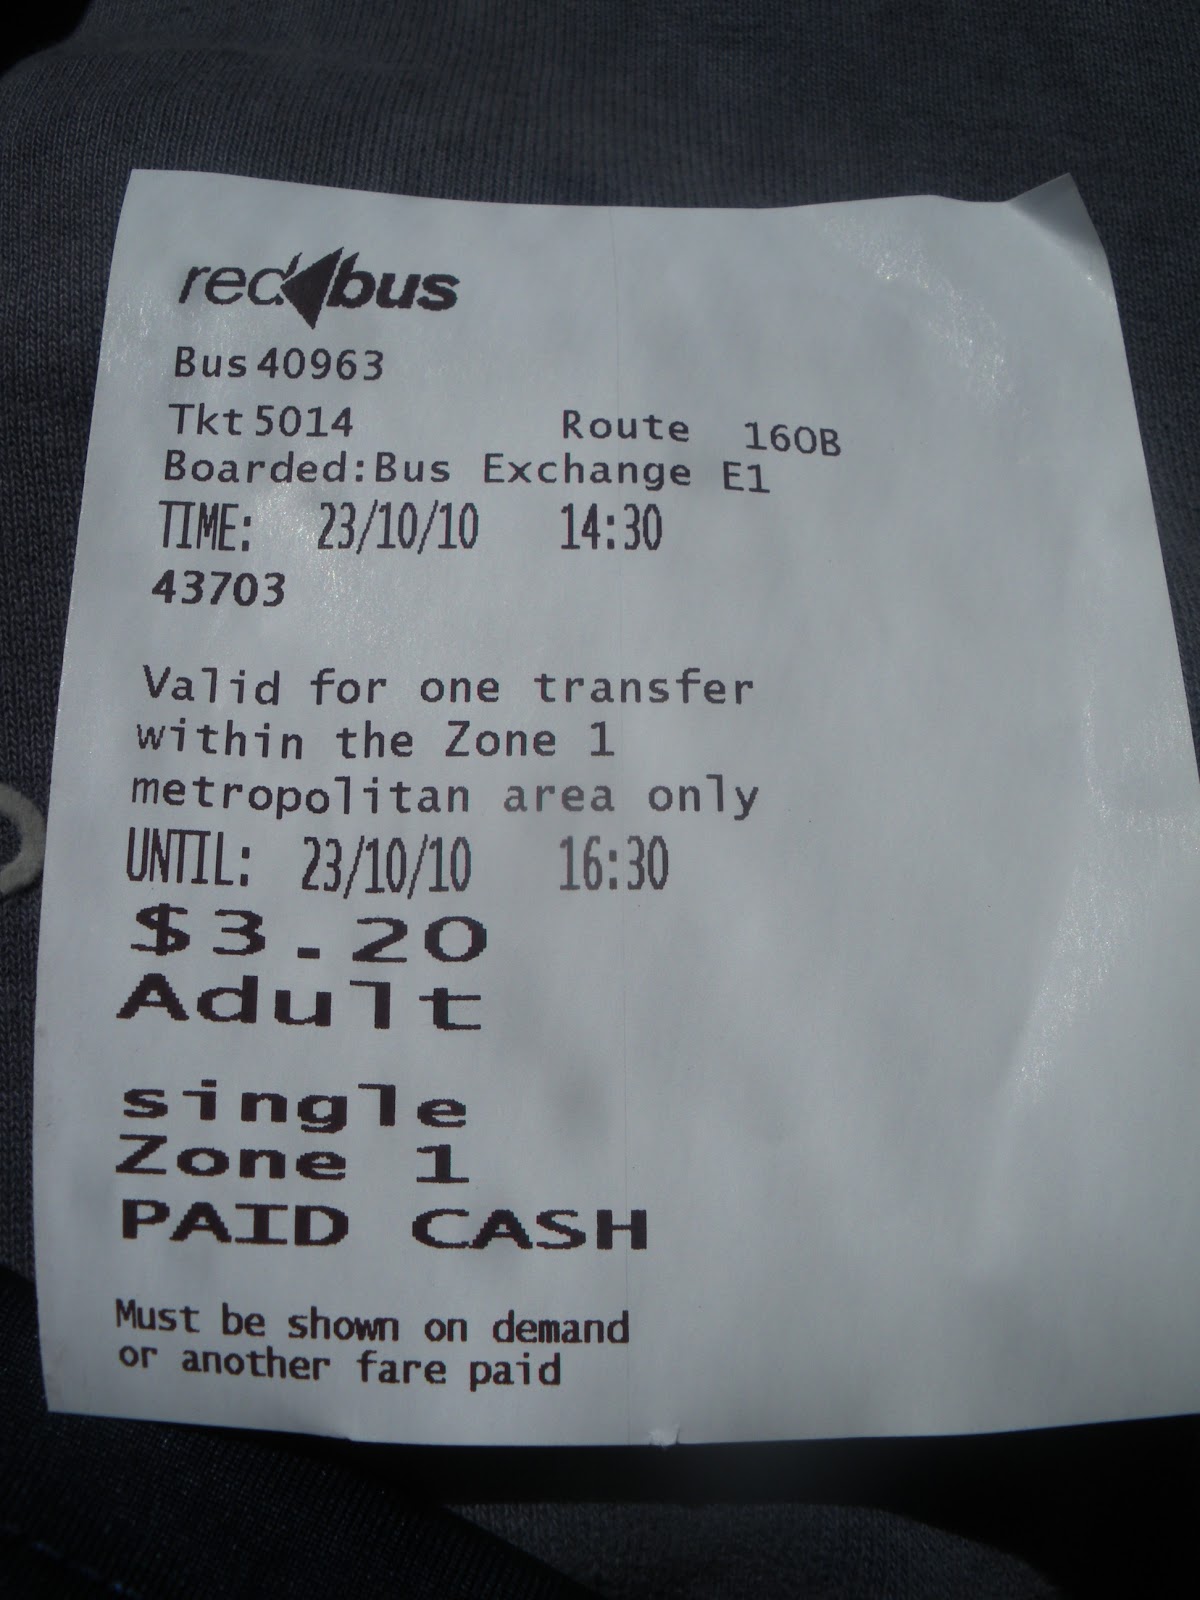 redbus
Bus 40963
Tkt 5014 Route 160B
Boarded:Bus Exchange E1
TIME: 23/10/10 14:30
43703
Valid for one transfer
within the Zone 1
metropolitan area only
UNTIL: 23/10/10 16:30
$3.20
Adult
single
Zone 1
PAID CASH
Must be shown on demand
or another fare paid